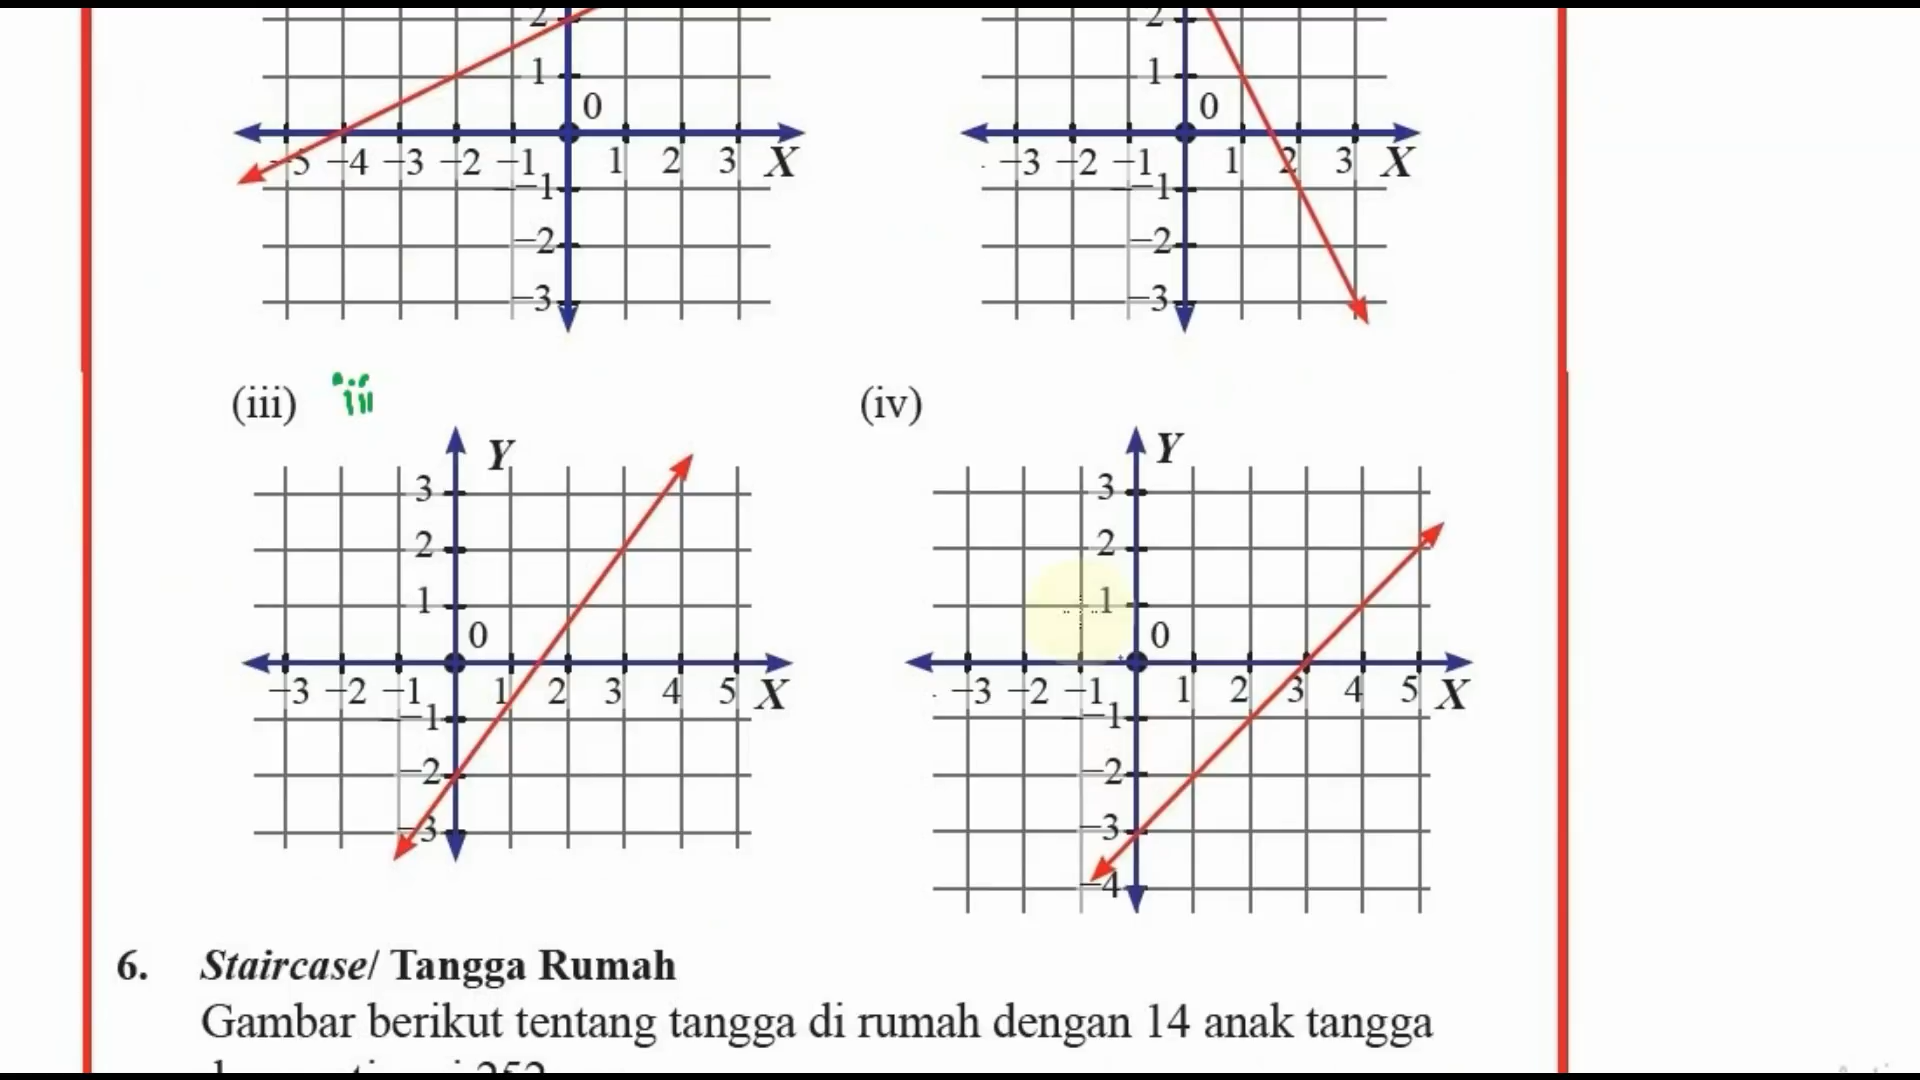 2 2
1 1
0 0
−5 −4 −3 −2 −1 1 2 3 X −3 −2 −1 1 2 3 X
−1 −1
−2 −2
−3 −3
(iii) iii (iv)
Y Y
3 3
2 2
1 1
0 0
−3 −2 −1 1 2 3 4 5 X −3 −2 −1 1 2 3 4 5 X
−1 −1
−2 −2
−3 −3
−4
6. Staircase/ Tangga Rumah
Gambar berikut tentang tangga di rumah dengan 14 anak tangga
252